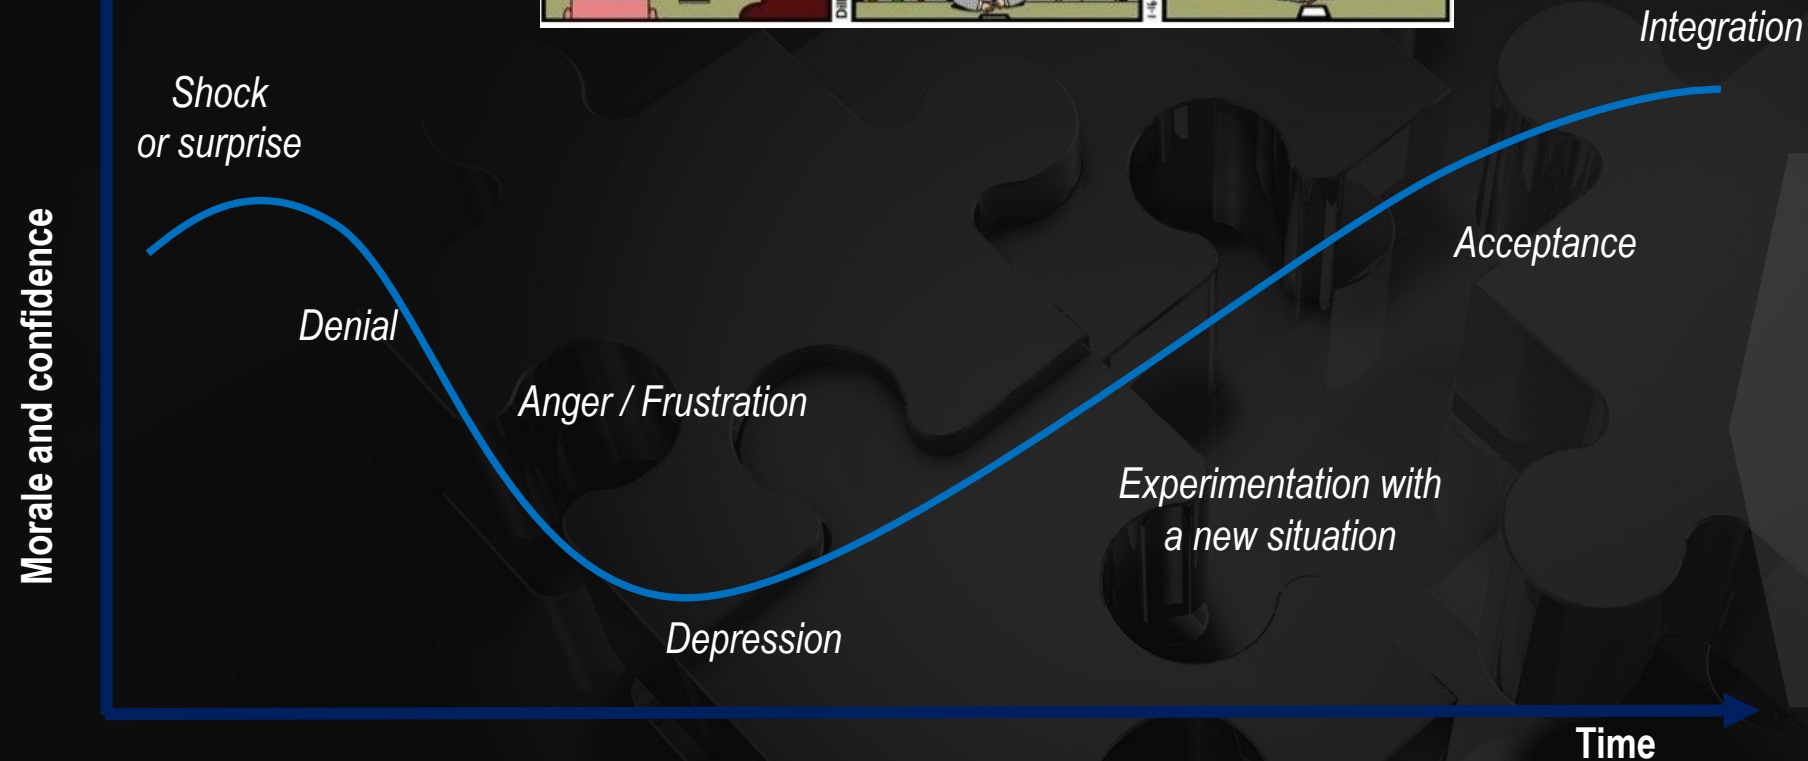 Integration
Shock
or surprise
Morale and confidence
Denial
Acceptance
Anger / Frustration
Experimentation with
a new situation
Depression
Time